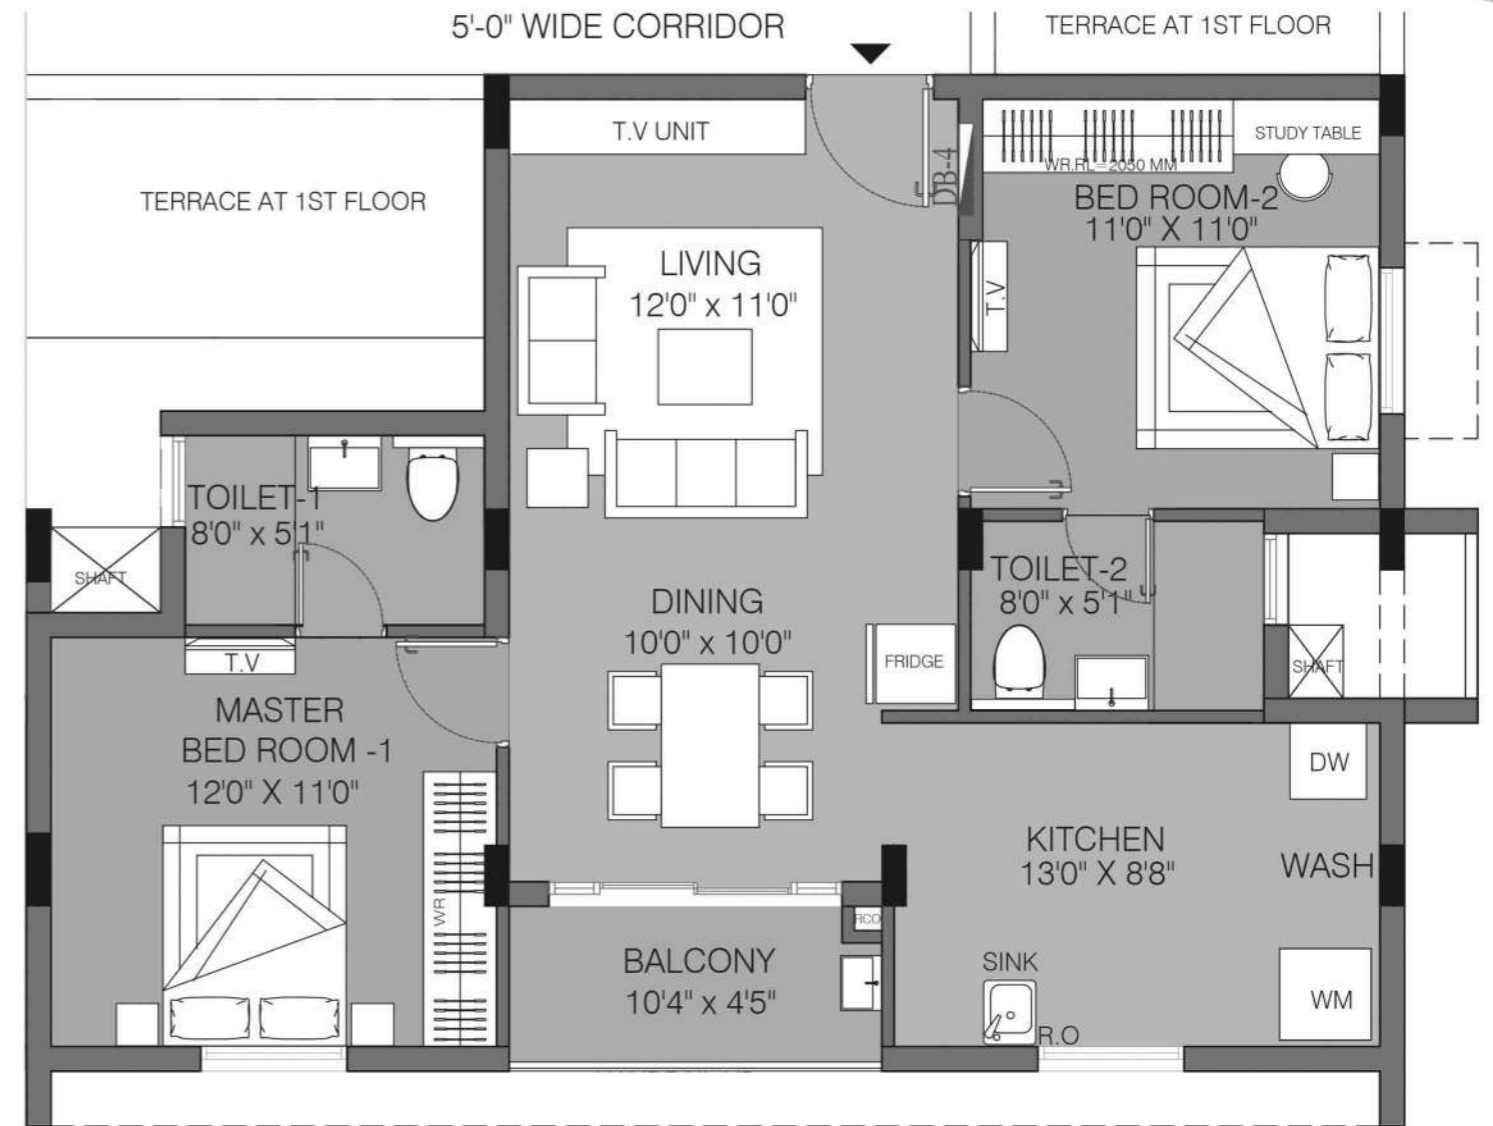 5'-0" WIDE CORRIDOR
TERRACE AT 1ST FLOOR
T.V UNIT
STUDY TABLE
DB-4
WR.RL=2050 MM
TERRACE AT 1ST FLOOR
BED ROOM-2
11'0" X 11'0"
LIVING
12'0" x 11'0"
T.V
TOILET-1
8'0" x 5'1"
SHAFT
TOILET-2
8'0" x 5'1"
DINING
10'0" x 10'0"
FRIDGE
SHAFT
T.V
MASTER
BED ROOM -1
12'0" X 11'0"
DW
KITCHEN
13'0" X 8'8"
WASH
WR
RCO
BALCONY
10'4" x 4'5"
SINK
R.O
WM